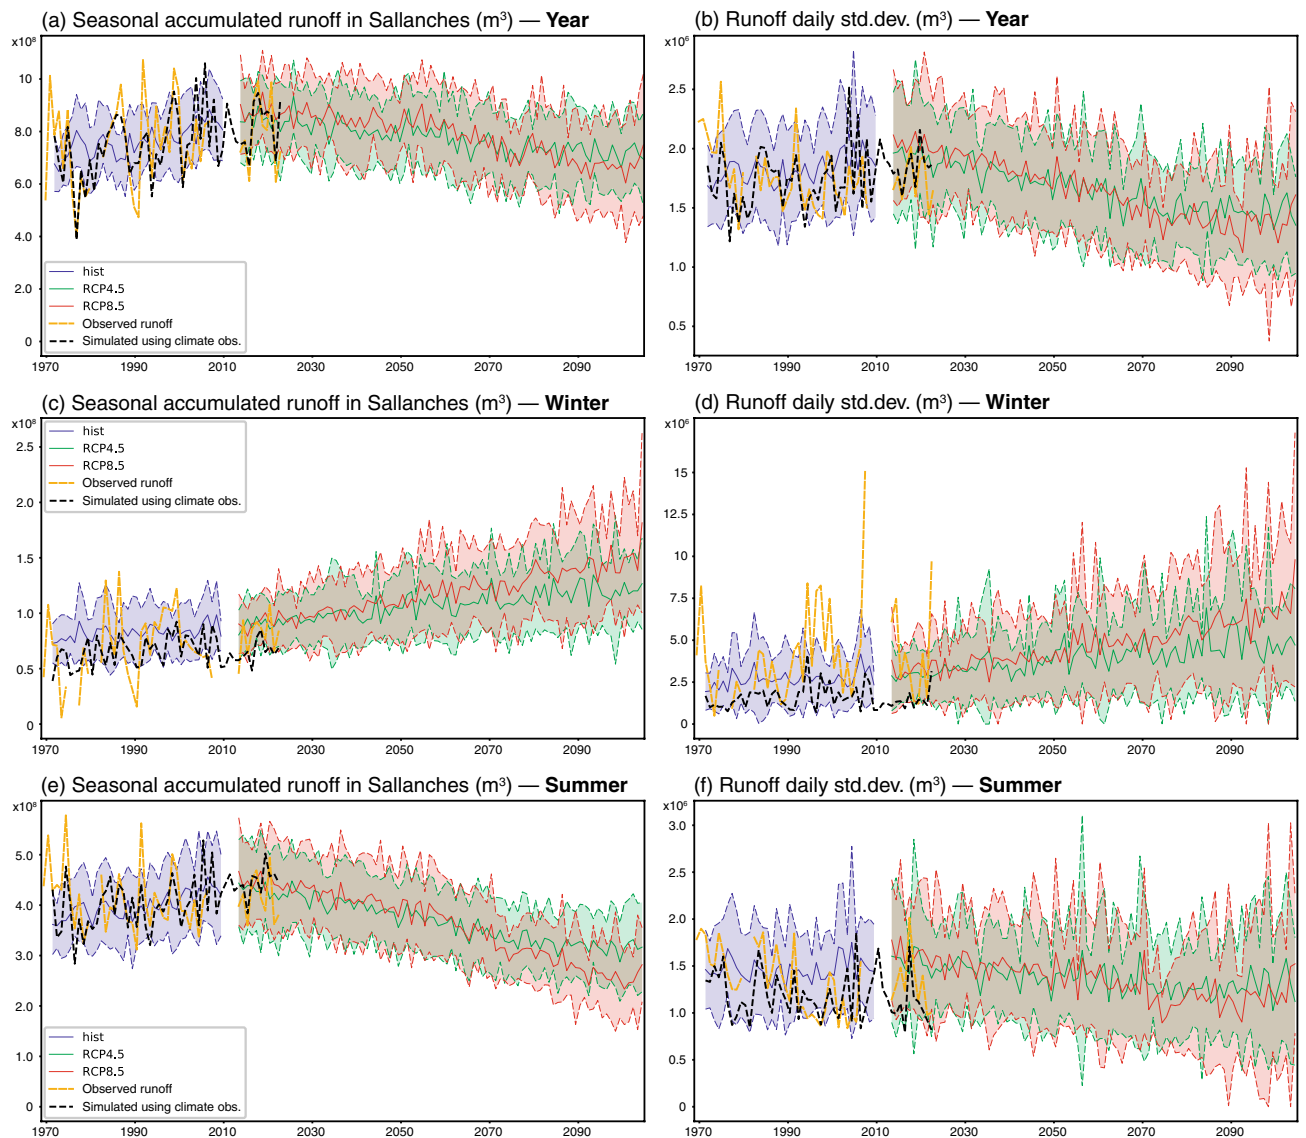 (a) Seasonal accumulated runoff in Sallanches (m³) — Year
x10⁸
10
8.0
6.0
4.0
2.0
0
hist
RCP4.5
RCP8.5
Observed runoff
Simulated using climate obs.
1970 1990 2010 2030 2050 2070 2090
(b) Runoff daily std.dev. (m³) — Year
x10⁶
2.5
2.0
1.5
1.0
0.5
1970 1990 2010 2030 2050 2070 2090
(c) Seasonal accumulated runoff in Sallanches (m³) — Winter
x10⁸
2.5
2.0
1.5
1.0
0.5
0
hist
RCP4.5
RCP8.5
Observed runoff
Simulated using climate obs.
1970 1990 2010 2030 2050 2070 2090
(d) Runoff daily std.dev. (m³) — Winter
x10⁶
15
12.5
10
7.5
5.0
2.5
0
1970 1990 2010 2030 2050 2070 2090
(e) Seasonal accumulated runoff in Sallanches (m³) — Summer
x10⁸
5.0
4.0
3.0
2.0
1.0
0
hist
RCP4.5
RCP8.5
Observed runoff
Simulated using climate obs.
1970 1990 2010 2030 2050 2070 2090
(f) Runoff daily std.dev. (m³) — Summer
x10⁶
3.0
2.5
2.0
1.5
1.0
0.5
0
1970 1990 2010 2030 2050 2070 2090